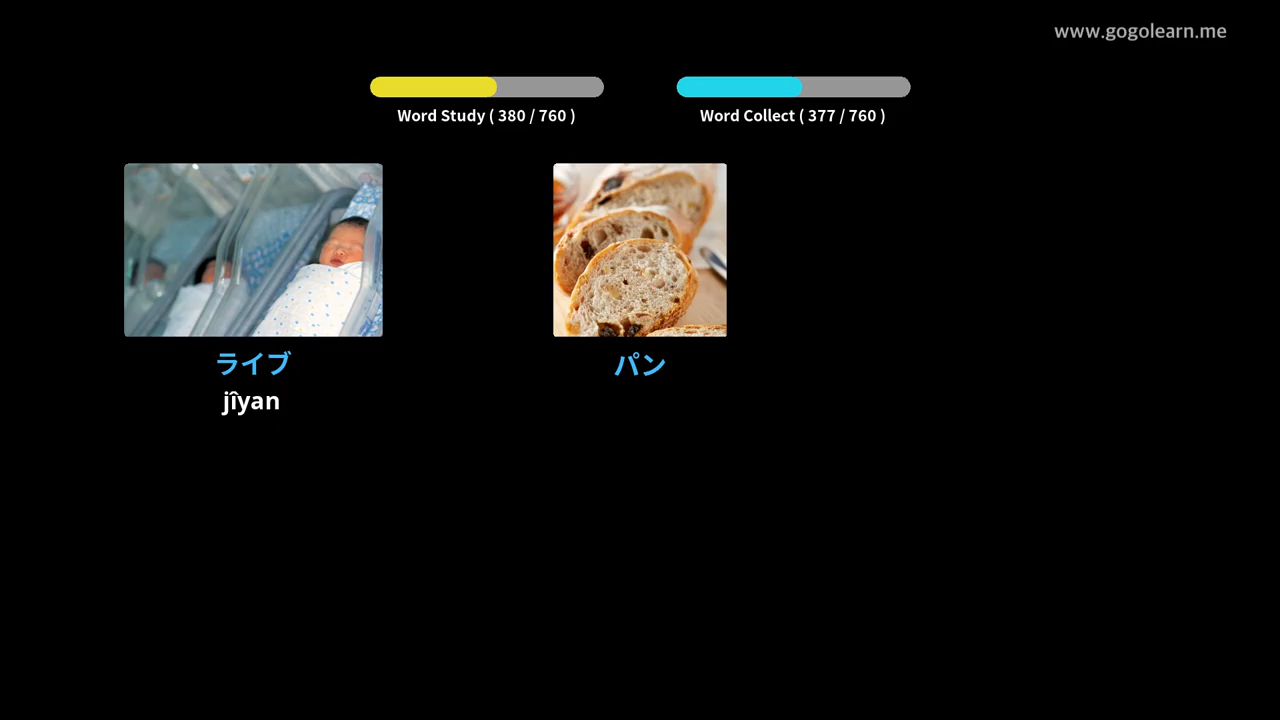 www.gogolearn.me
Word Study ( 380 / 760 )
Word Collect ( 377 / 760 )
ライブ
jîyan
パン